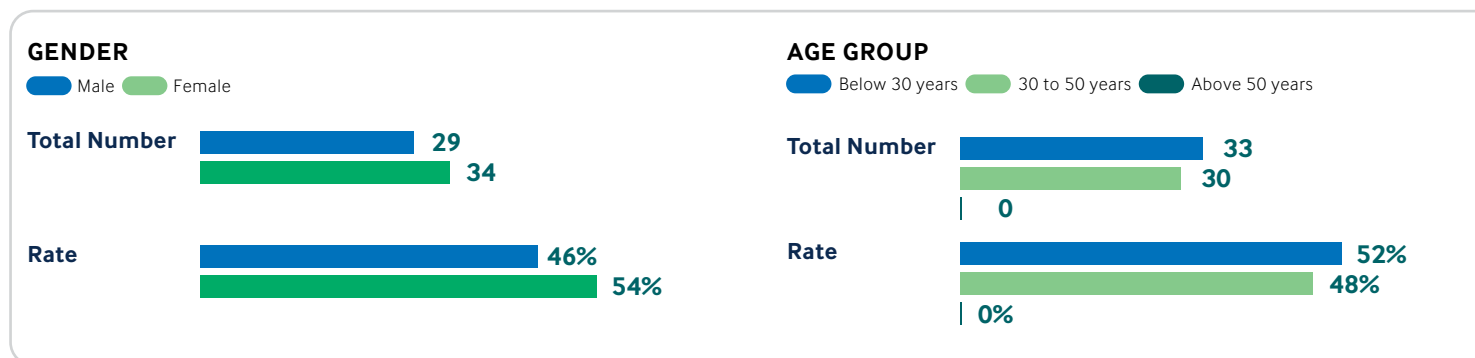 GENDER
Male Female
Total Number
29
34
Rate
46%
54%
AGE GROUP
Below 30 years 30 to 50 years Above 50 years
Total Number
33
30
0
Rate
52%
48%
0%